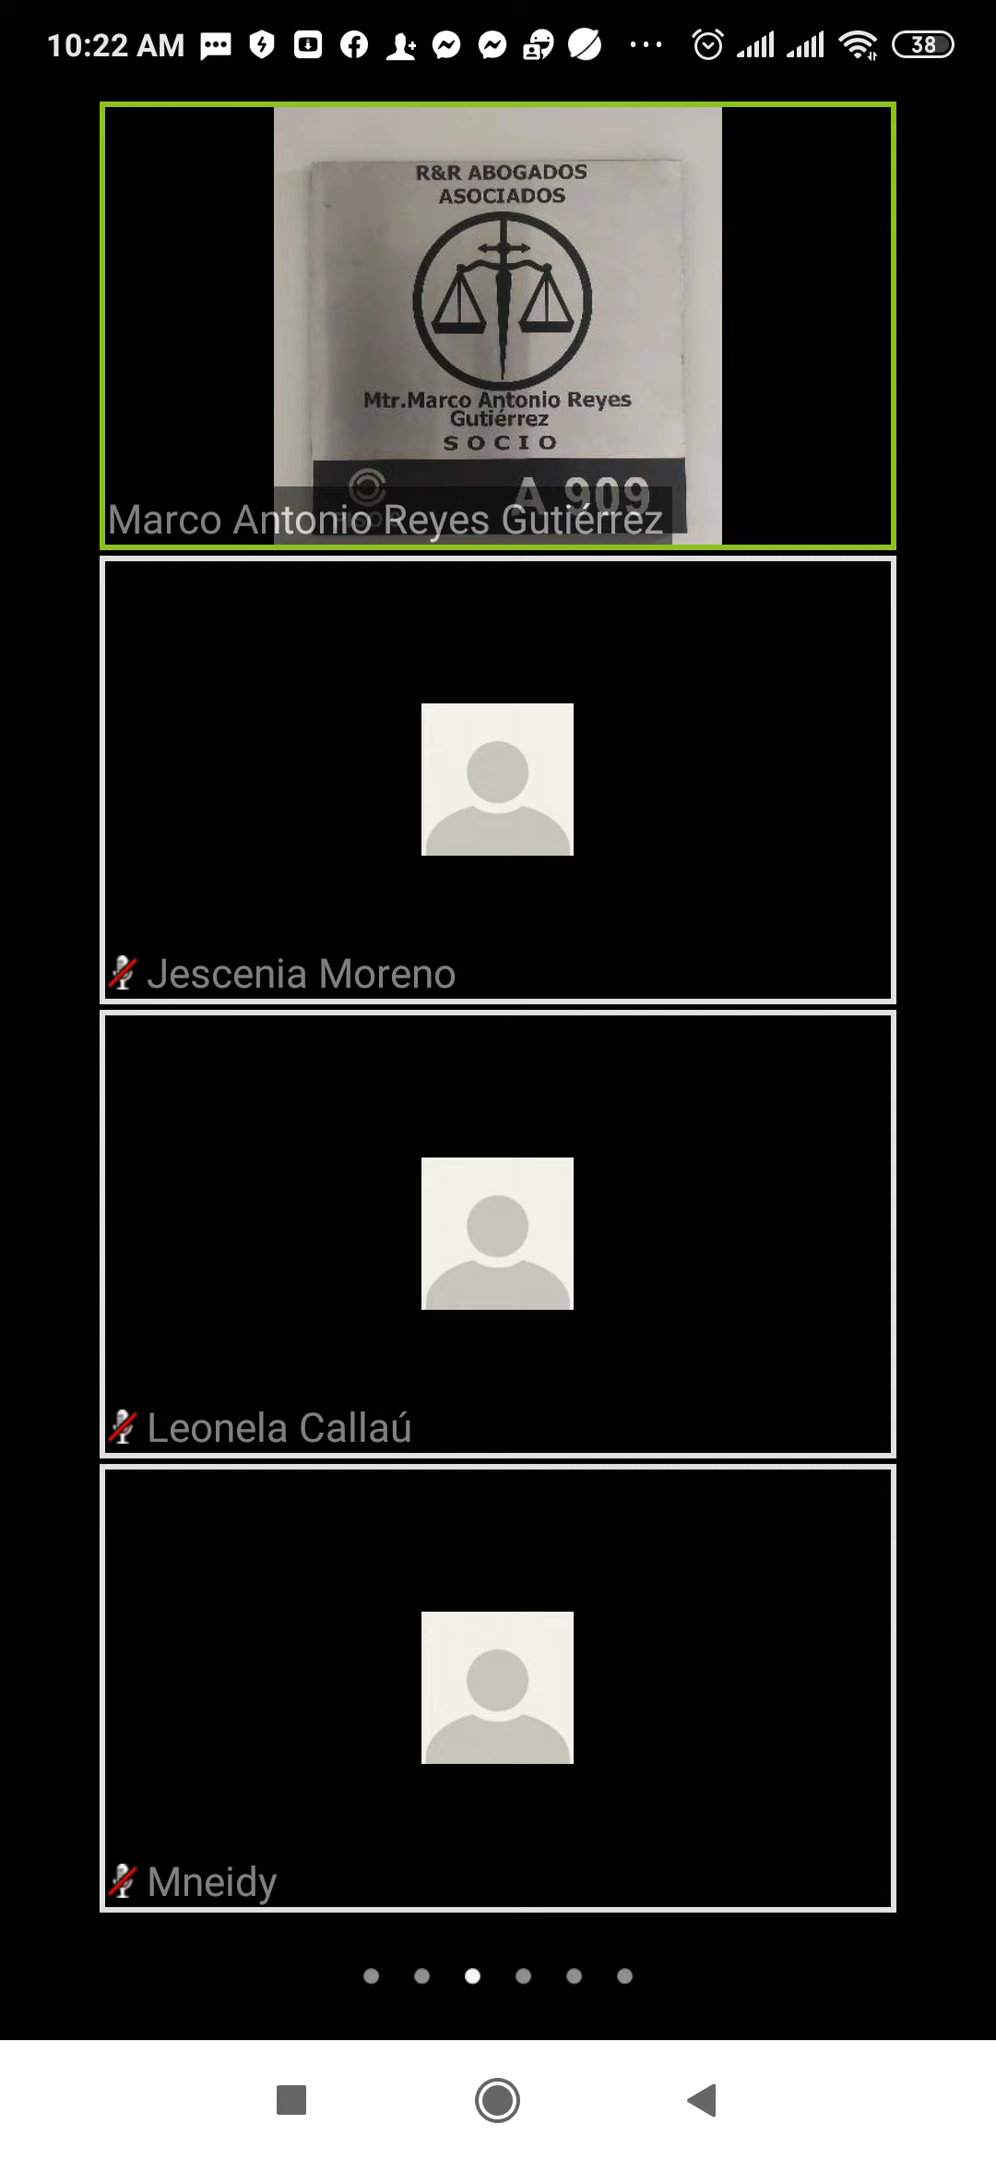 10:22 AM
38
R&R ABOGADOS
ASOCIADOS
Mtr.Marco Antonio Reyes
Gutiérrez
SOCIO
A 909
Marco Antonio Reyes Gutiérrez
Jescenia Moreno
Leonela Callaú
Mneidy